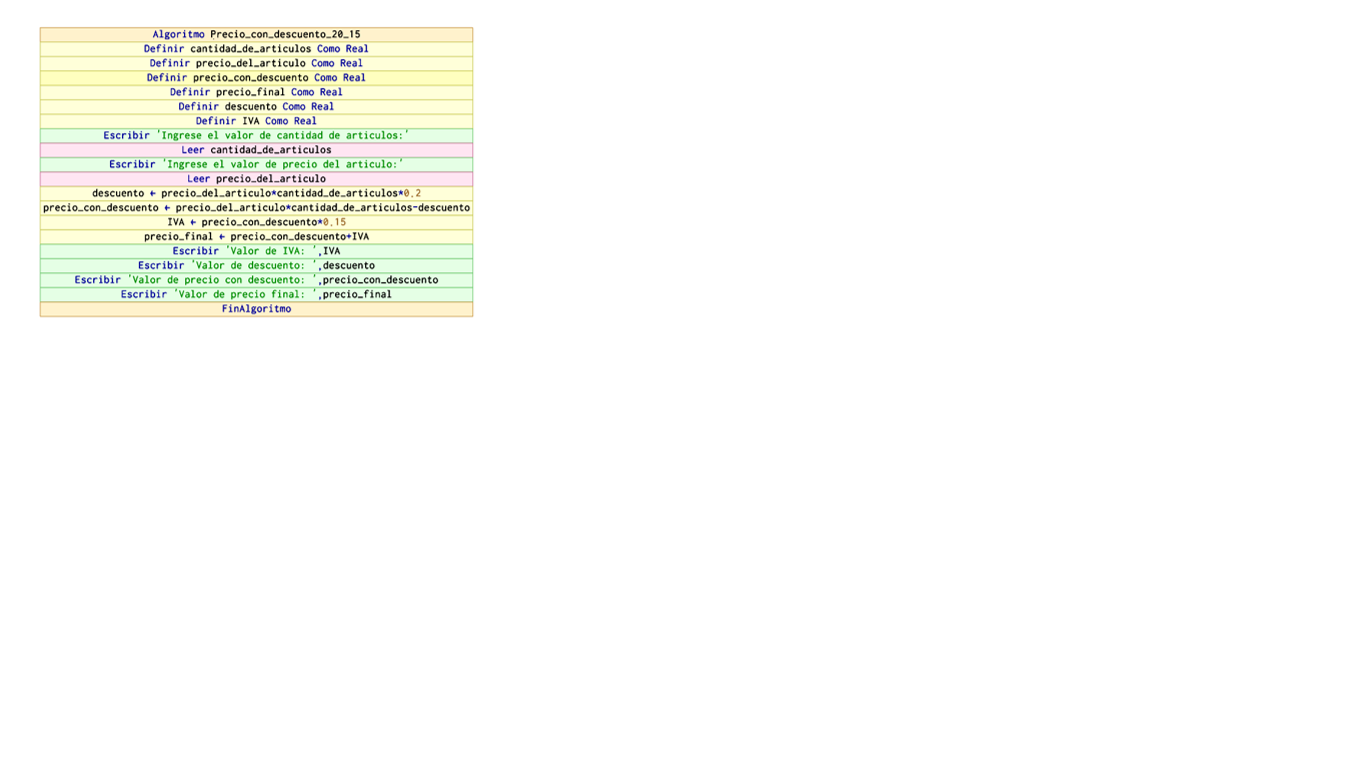 Algoritmo Precio_con_descuento_20_15
Definir cantidad_de_articulos Como Real
Definir precio_del_articulo Como Real
Definir precio_con_descuento Como Real
Definir precio_final Como Real
Definir descuento Como Real
Definir IVA Como Real
Escribir 'Ingrese el valor de cantidad de articulos:'
Leer cantidad_de_articulos
Escribir 'Ingrese el valor de precio del articulo:'
Leer precio_del_articulo
descuento ← precio_del_articulo*cantidad_de_articulos*0.2
precio_con_descuento ← precio_del_articulo*cantidad_de_articulos-descuento
IVA ← precio_con_descuento*0.15
precio_final ← precio_con_descuento+IVA
Escribir 'Valor de IVA: ',IVA
Escribir 'Valor de descuento: ',descuento
Escribir 'Valor de precio con descuento: ',precio_con_descuento
Escribir 'Valor de precio final: ',precio_final
FinAlgoritmo